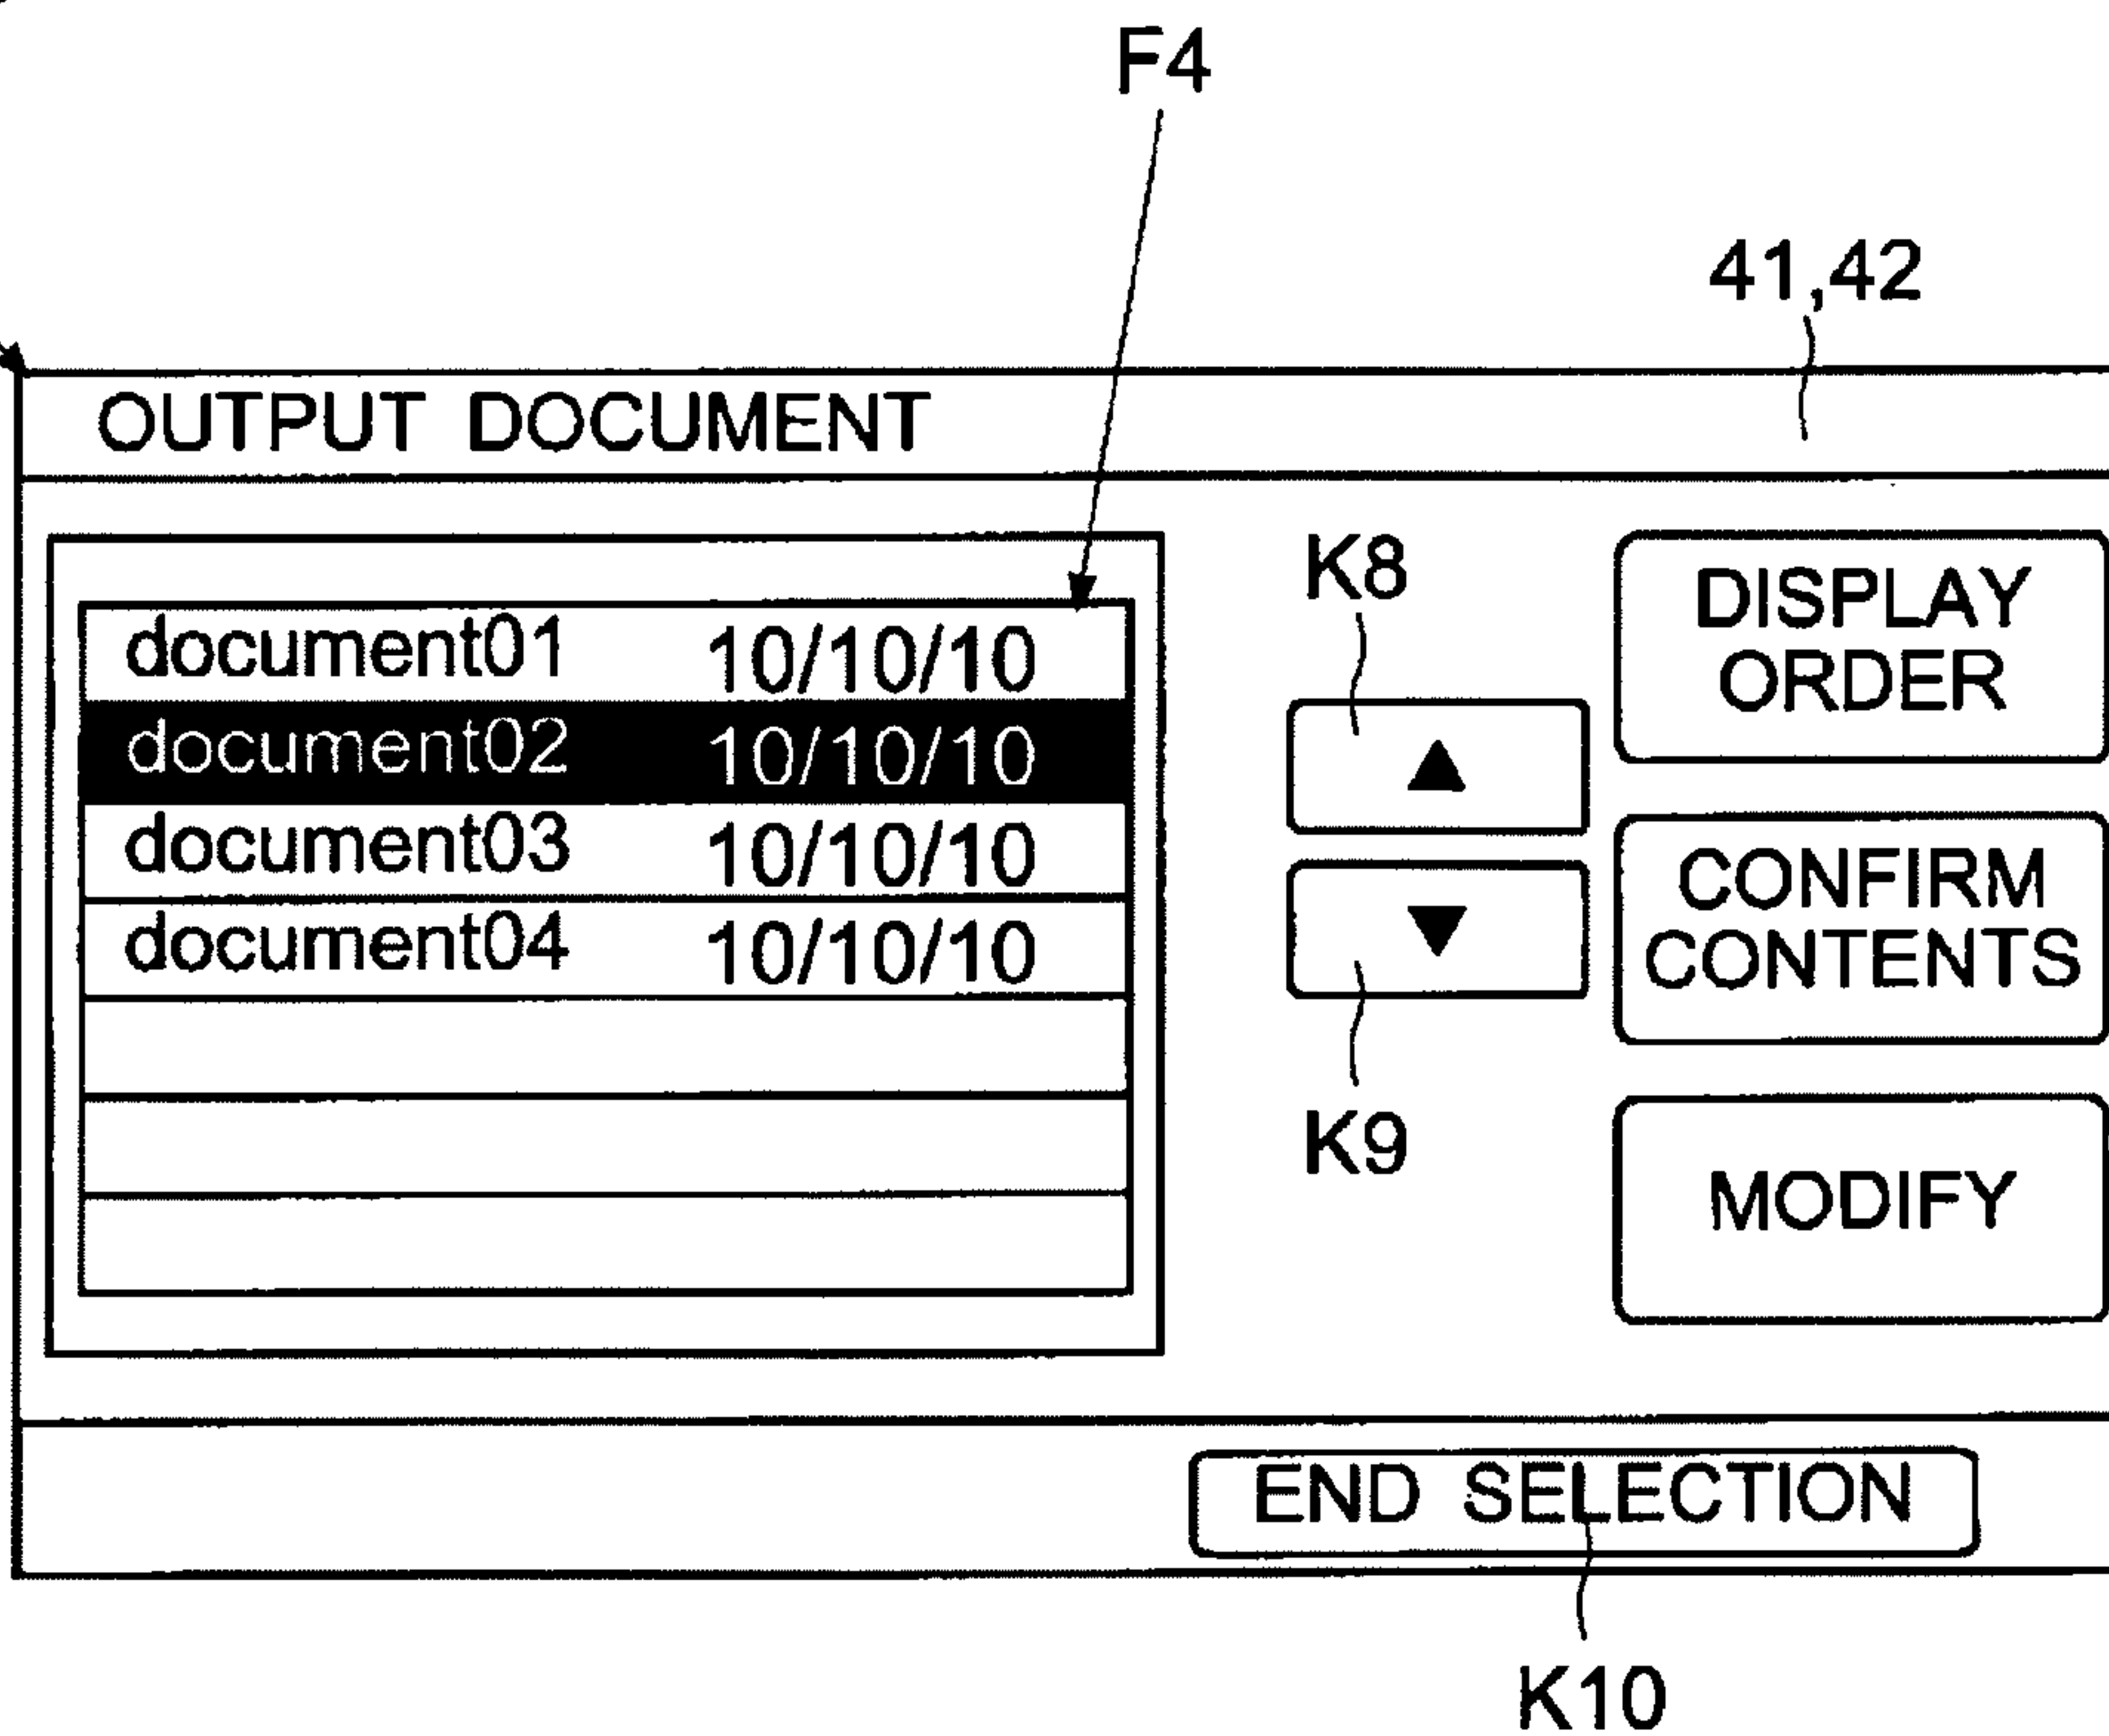 F4
41,42
OUTPUT DOCUMENT
document01 10/10/10
document02 10/10/10
document03 10/10/10
document04 10/10/10
K8
▲
▼
K9
DISPLAY
ORDER
CONFIRM
CONTENTS
MODIFY
END SELECTION
K10